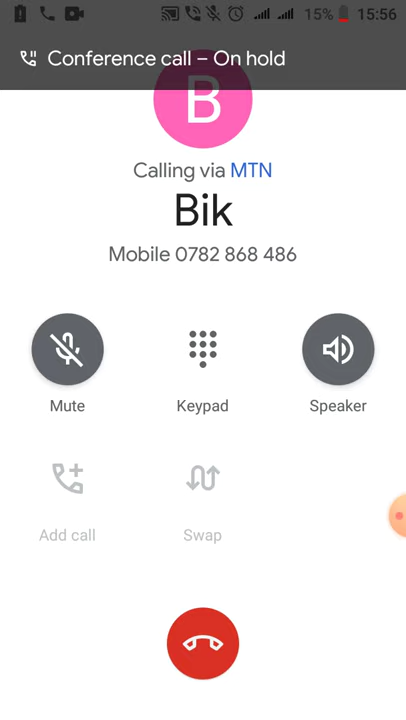 15% 15:56
Conference call – On hold
B
Calling via MTN
Bik
Mobile 0782 868 486
Mute Keypad Speaker
Add call Swap